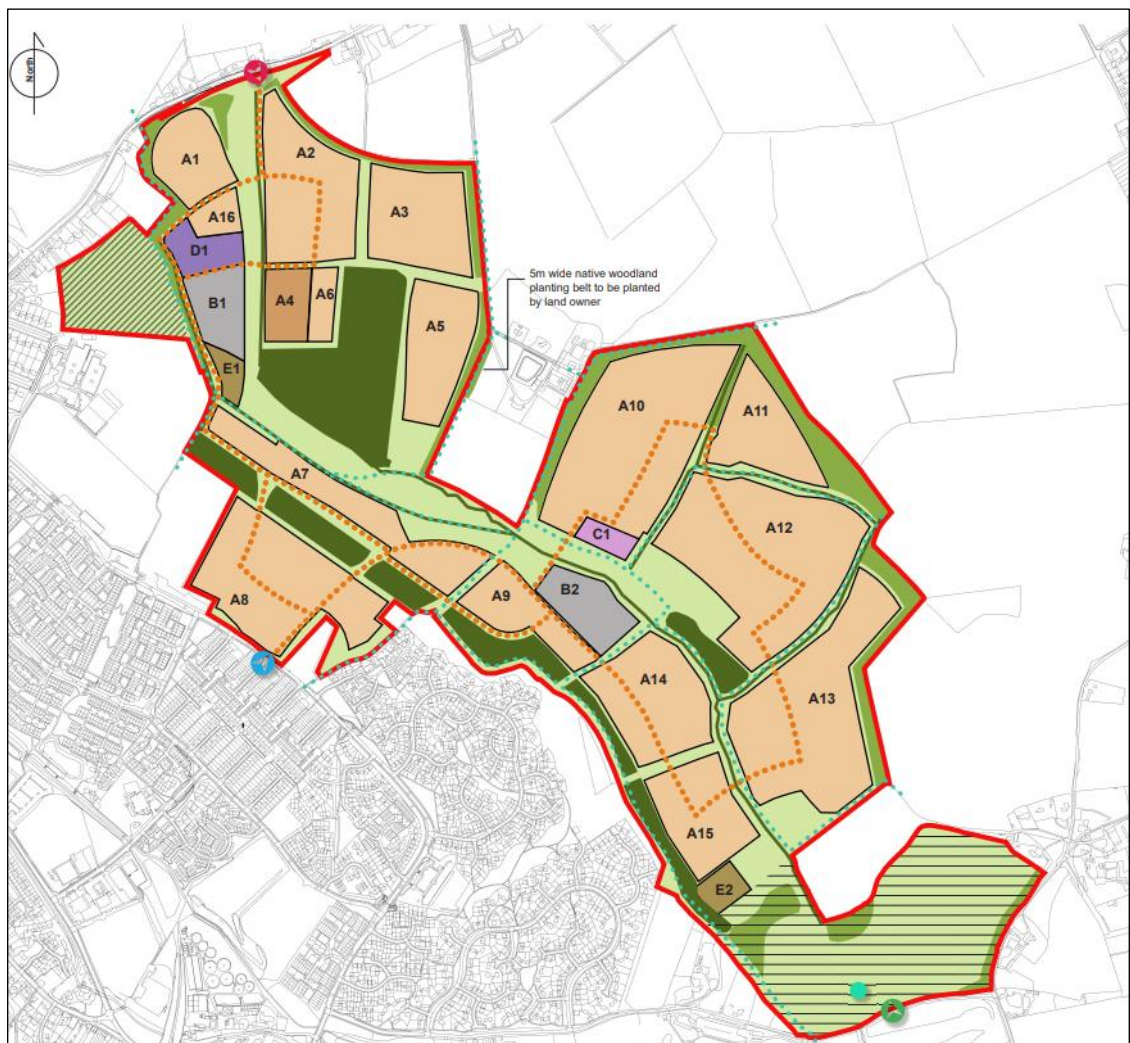 North
A1
A2
A16
A3
D1
B1
A4
A6
A5
5m wide native woodland
planting belt to be planted
by land owner
E1
A10
A11
A7
A12
C1
A8
A9
B2
A14
A13
A15
E2